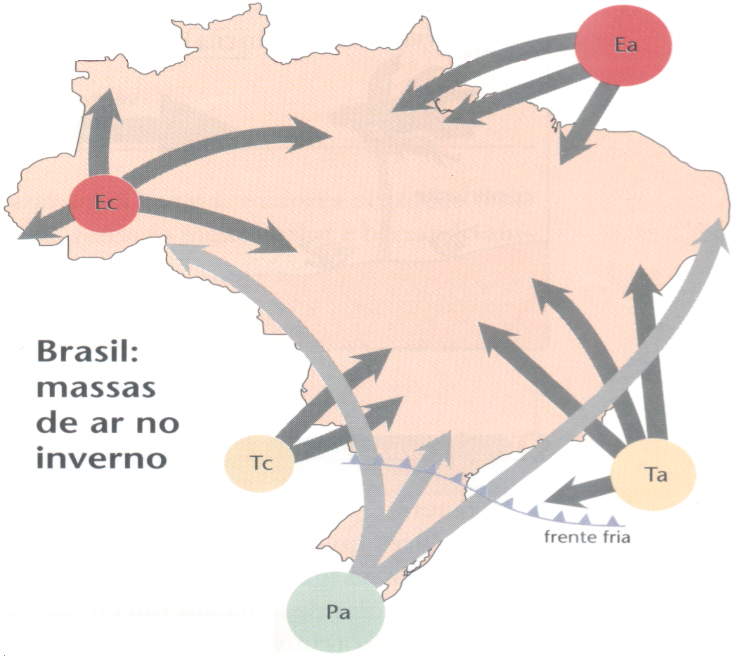 Ea
Ec
Brasil:
massas
de ar no
inverno
Tc
Ta
frente fria
Pa